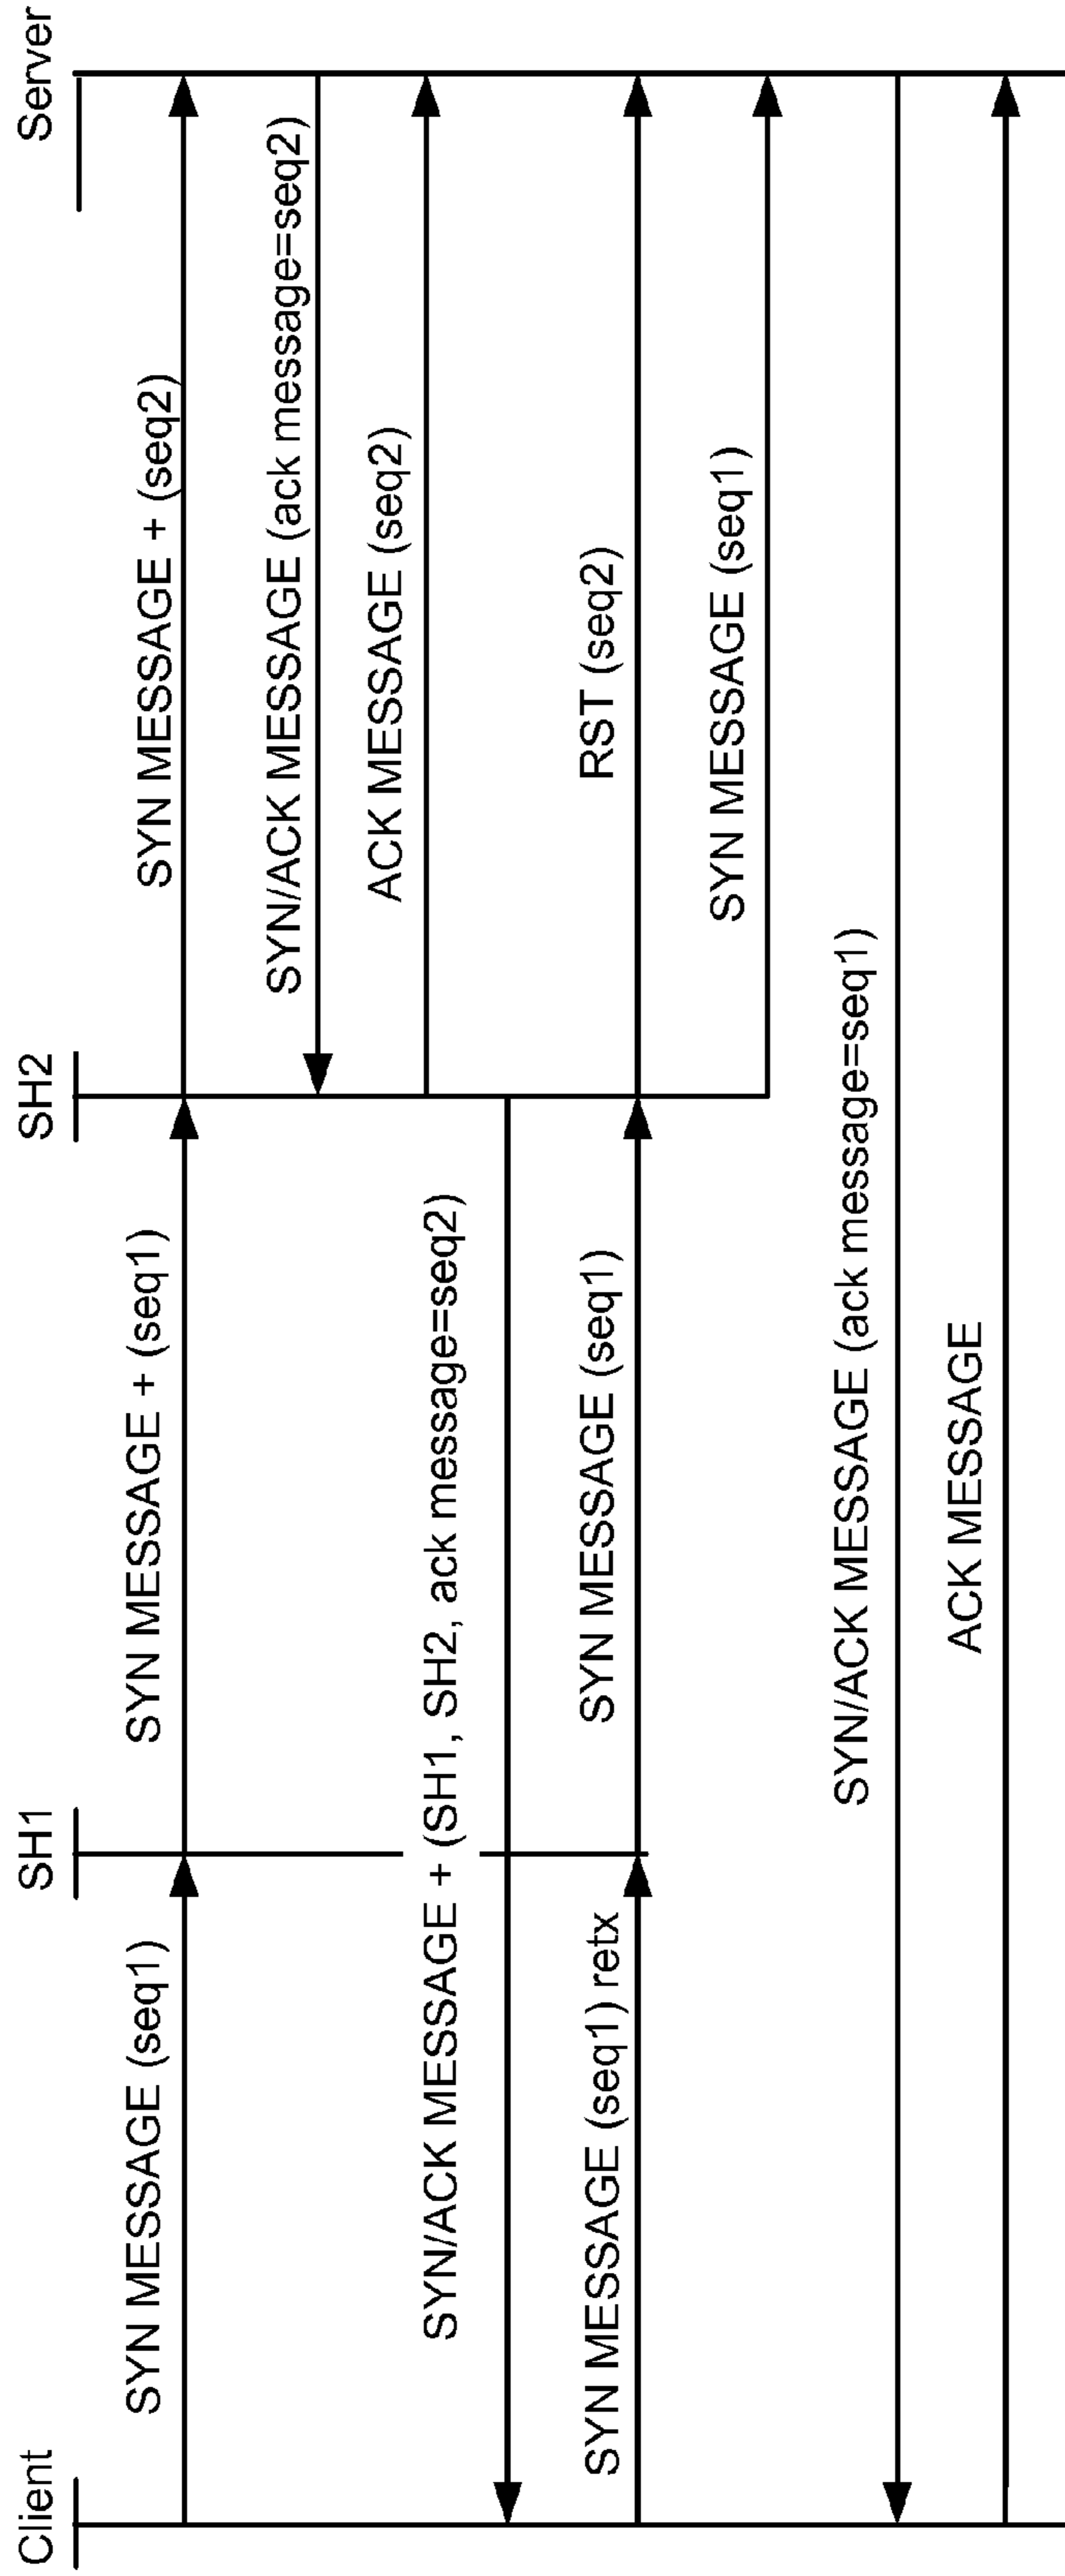 Client
SH1
SH2
Server
SYN MESSAGE (seq1)
SYN MESSAGE + (seq1)
SYN MESSAGE + (seq2)
SYN/ACK MESSAGE (ack message=seq2)
ACK MESSAGE (seq2)
SYN/ACK MESSAGE + (SH1, SH2, ack message=seq2)
SYN MESSAGE (seq1) retx
SYN MESSAGE (seq1)
RST (seq2)
SYN MESSAGE (seq1)
SYN/ACK MESSAGE (ack message=seq1)
ACK MESSAGE